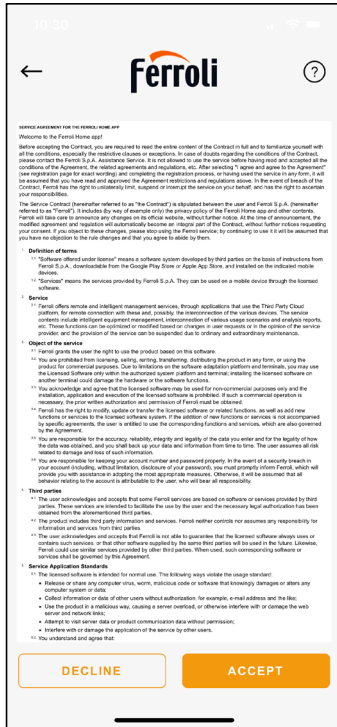 10:30
Ferroli
?
SERVICE AGREEMENT FOR THE FERROLI HOME APP
Welcome to the Ferroli Home app!
Before accepting the Contract, you are required to read the entire content of the Contract in full and to familiarize yourself with
all the conditions, especially the restrictive clauses or exceptions. In case of doubts regarding the conditions of the Contract,
please contact the Ferroli S.p.A. Assistance Service. It is not allowed to use the service before having read and accepted all the
conditions of the Agreement, the related agreements and regulations, etc. After selecting "I agree and agree to the Agreement"
(see registration page for exact wording) and completing the registration process, or having used the service in any form, it will
be assumed that you have read and approved the Agreement restrictions and regulations above. In the event of breach of the
Contract, Ferroli has the right to unilaterally limit, suspend or interrupt the service on your behalf, and has the right to ascertain
your responsibilities.
The Service Contract (hereinafter referred to as "the Contract") is stipulated between the user and Ferroli S.p.A. (hereinafter
referred to as "Ferroli"). It includes (by way of example only) the privacy policy of the Ferroli Home app and other contents.
Ferroli will take care to announce any changes on its official website, without further notice. At the time of announcement, the
modified agreement and regulation will automatically become an integral part of the Contract, without further notices requesting
your consent. If you object to these changes, please stop using the Ferroli service; by continuing to use it it will be assumed that
you have no objection to the rule changes and that you agree to abide by them.
1. Definition of terms
1.1 "Software offered under licence" means a software system developed by third parties on the basis of instructions from
Ferroli S.p.A., downloadable from the Google Play Store or Apple App Store, and installed on the indicated mobile
devices.
1.2 "Services" means the services provided by Ferroli S.p.A. They can be used on a mobile device through the licensed
software.
2. Service
2.1 Ferroli offers remote and intelligent management services, through applications that use the Third Party Cloud
platform, for remote connection with these and, possibly, the interconnection of the various devices. The service
contents include intelligent equipment management, interconnection of various usage scenarios and analysis reports,
etc. These functions can be optimized or modified based on changes in user requests or in the opinion of the service
provider, and the provision of the service can be suspended due to ordinary and extraordinary maintenance.
3. Object of the service
3.1 Ferroli grants the user the right to use the product based on this software.
3.2 You are prohibited from licensing, selling, renting, transferring, distributing the product in any form, or using the
product for commercial purposes. Due to limitations on the software adaptation platform and terminals, you may use
the Licensed Software only within the authorized system platform and terminal; installing the licensed software on
another terminal could damage the hardware or the software functions.
3.3 You acknowledge and agree that the licensed software may be used for non-commercial purposes only and the
installation, application and execution of the licensed software is prohibited. If such a commercial operation is
necessary, the prior written authorization and permission of Ferroli must be obtained.
3.4 Ferroli has the right to modify, update or transfer the licensed software or related functions, as well as add new
functions or services to the licensed software system. If the addition of new functions or services is not accompanied
by specific agreements, the user is entitled to use the corresponding functions and services, which are also governed
by the Agreement.
3.5 You are responsible for the accuracy, reliability, integrity and legality of the data you enter and for the legality of how
the data was obtained, and you shall back up your data and information from time to time. The user assumes all risk
related to damage and loss of such information.
3.6 You are responsible for keeping your account number and password properly. In the event of a security breach in
your account (including, without limitation, disclosure of your password), you must promptly inform Ferroli, which will
provide you with assistance in adopting the most appropriate measures. Otherwise, it will be assumed that all
behavior relating to the account is attributable to the user, who will bear all responsibility.
4. Third parties
4.1 The user acknowledges and accepts that some Ferroli services are based on software or services provided by third
parties. These services are intended to facilitate the use by the user and the necessary legal authorization has been
obtained from the aforementioned third parties.
4.2 The product includes third party information and services. Ferroli neither controls nor assumes any responsibility for
information and services from third parties.
4.3 The user acknowledges and accepts that Ferroli is not able to guarantee that the licensed software always uses or
contains such services, or that other software supplied by the same third parties will be used in the future. Likewise,
Ferroli could use similar services provided by other third parties. When used, such corresponding software or
services shall be governed by this Agreement.
5. Service Application Standards
5.1 The licensed software is intended for normal use. The following ways violate the usage standard:
• Release or share any computer virus, worm, malicious code or software that knowingly damages or alters any
computer system or data;
• Collect information or data of other users without authorization, for example, e-mail address and the like;
• Use the product in a malicious way, causing a server overload, or otherwise interfere with or damage the web
server and network links;
• Attempt to visit server data or product communication data without permission;
• Interfere with or damage the application of the service by other users.
5.2 You understand and agree that:
DECLINE
ACCEPT